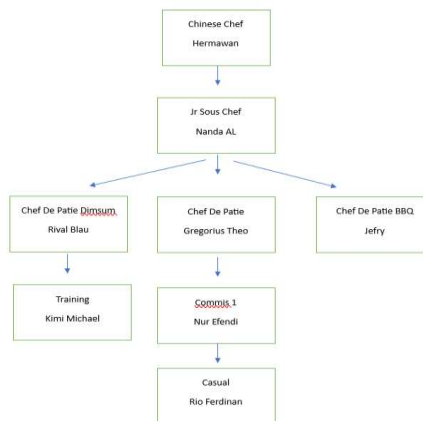 Chinese Chef
Hermawan
Jr Sous Chef
Nanda AL
Chef De Patie Dimsum
Rival Blau
Chef De Patie
Gregorius Theo
Chef De Patie BBQ
Jefry
Training
Kimi Michael
Commis 1
Nur Efendi
Casual
Rio Ferdinan